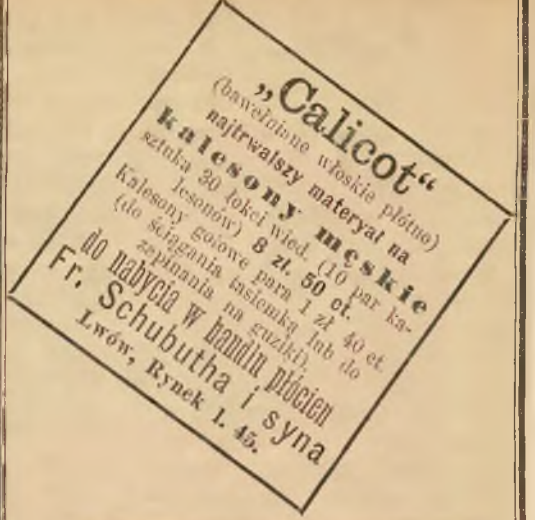 „Calicot“
(bawełniane włoskie płótno)
najtrwalszy materyał na
kalesony męskie
sztuka 30 łokci wied. (10 par ka-
lesonów) 8 zł. 50 ct.
Kalesony gotowe para 1 zł 40 ct.
(do ściągania tasiemką lub do
zapinania na guziki),
do nabycia w handlu płócien
Fr. Schubutha i syna
Lwów, Rynek l. 45.